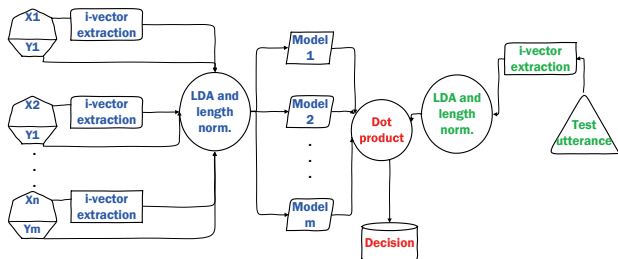 X1
Y1
i-vector
extraction
X2
Y1
i-vector
extraction
Xn
Ym
i-vector
extraction
LDA and
length
norm.
Model
1
Model
2
Model
m
Dot
product
Decision
LDA and
length
norm.
i-vector
extraction
Test
utterance